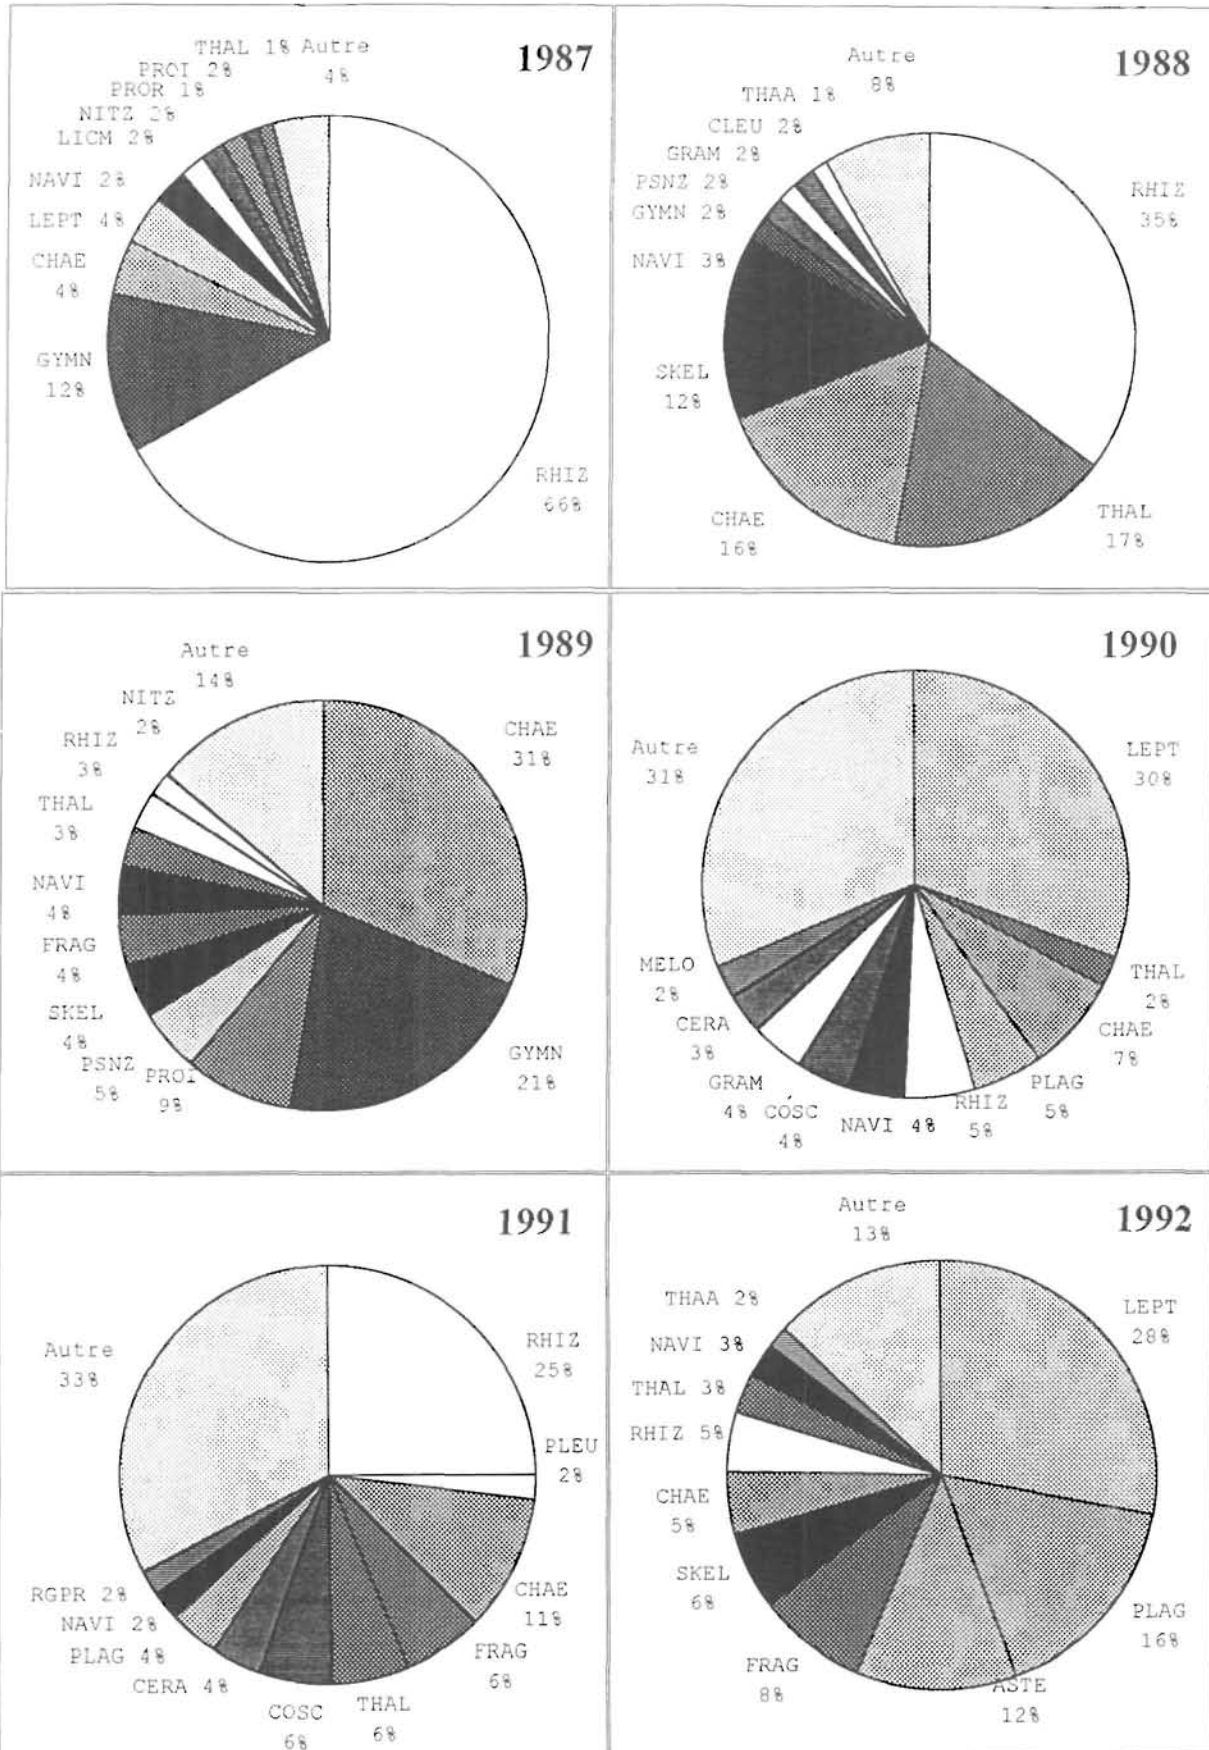 THAL 1% Autre
4%
1987
PROI 2%
PROR 1%
NITZ 2%
LICM 2%
NAVI 2%
LEPT 4%
CHAE
4%
GYMN
12%
RHIZ
66%
Autre
8%
1988
THAA 1%
CLEU 2%
GRAM 2%
PSNZ 2%
GYMN 2%
NAVI 3%
RHIZ
35%
SKEL
12%
CHAE
16%
THAL
17%
Autre
14%
1989
NITZ
2%
RHIZ
3%
THAL
3%
NAVI
4%
FRAG
4%
SKEL
4%
PSNZ
5%
PROI
9%
CHAE
31%
GYMN
21%
1990
Autre
31%
LEPT
30%
MELO
2%
CERA
3%
GRAM
4%
COSC
4%
NAVI 4%
RHIZ
5%
PLAG
5%
CHAE
7%
THAL
2%
1991
Autre
33%
RHIZ
25%
PLEU
2%
CHAE
11%
FRAG
6%
THAL
6%
COSC
6%
CERA 4%
PLAG 4%
NAVI 2%
RGPR 2%
Autre
13%
1992
THAA 2%
NAVI 3%
THAL 3%
RHIZ 5%
CHAE
5%
SKEL
6%
FRAG
8%
ASTE
12%
PLAG
16%
LEPT
28%